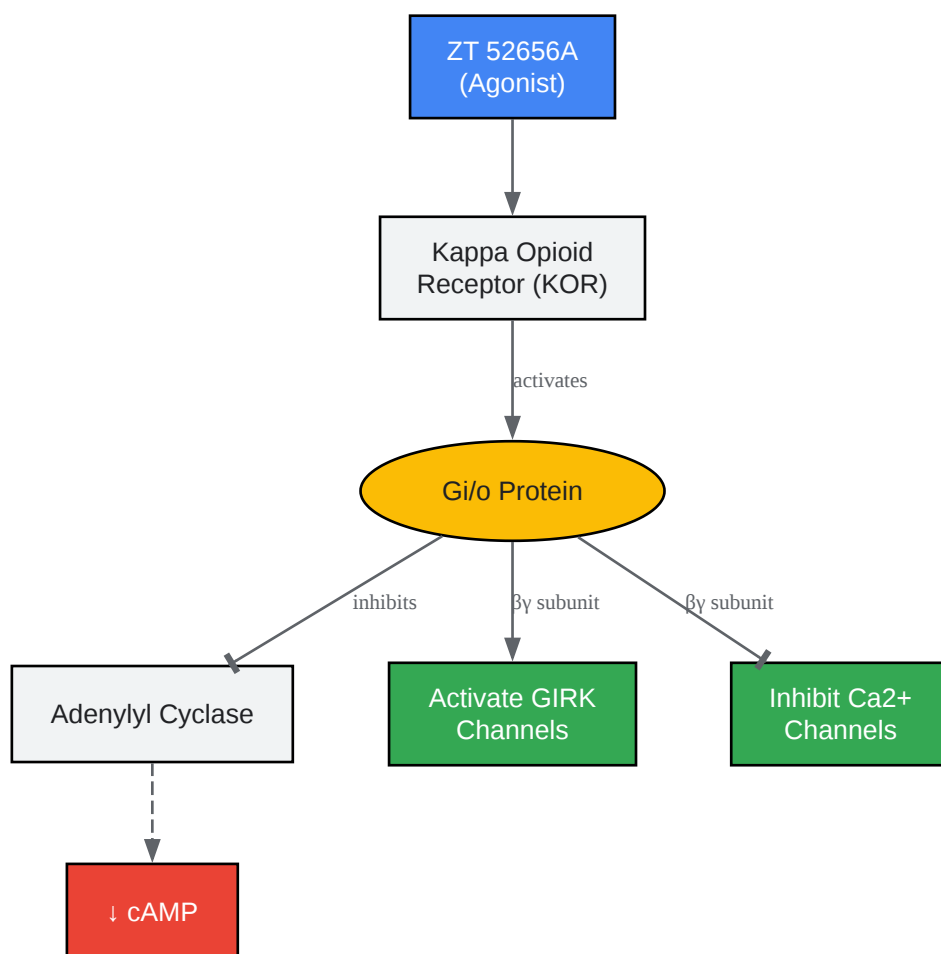 ZT 52656A
(Agonist)
Kappa Opioid
Receptor (KOR)
activates
Gi/o Protein
inhibits
βγ subunit
βγ subunit
Adenylyl Cyclase
Activate GIRK
Channels
Inhibit Ca2+
Channels
↓ cAMP